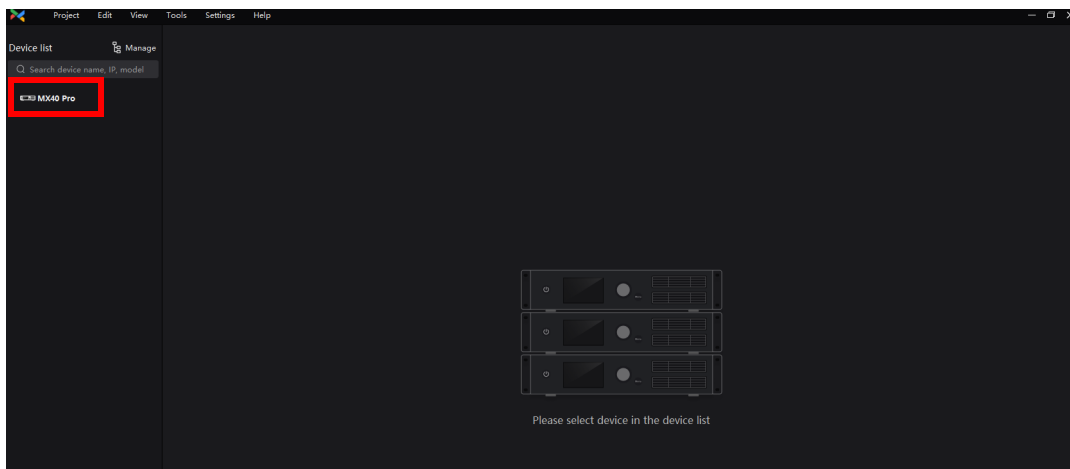 Project Edit View Tools Settings Help
Device list Manage
Search device name, IP, model
MX40 Pro
Please select device in the device list